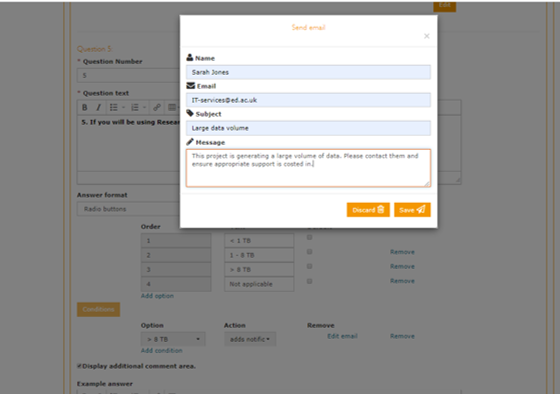 Edit
Send email
×
Question 5
Name
* Question Number
Sarah Jones
5
Email
IT-services@ed.ac.uk
* Question text
Subject
B I
Large data volume
5. If you will be using Resear
Message
This project is generating a large volume of data. Please contact them and
ensure appropriate support is costed in.
Answer format
Radio buttons
Discard Save
Order
1 < 1 TB
2 1 - 8 TB Remove
3 > 8 TB Remove
4 Not applicable Remove
Add option
Conditions
Option Action Remove
> 8 TB adds notific Edit email Remove
Add condition
Display additional comment area.
Example answer